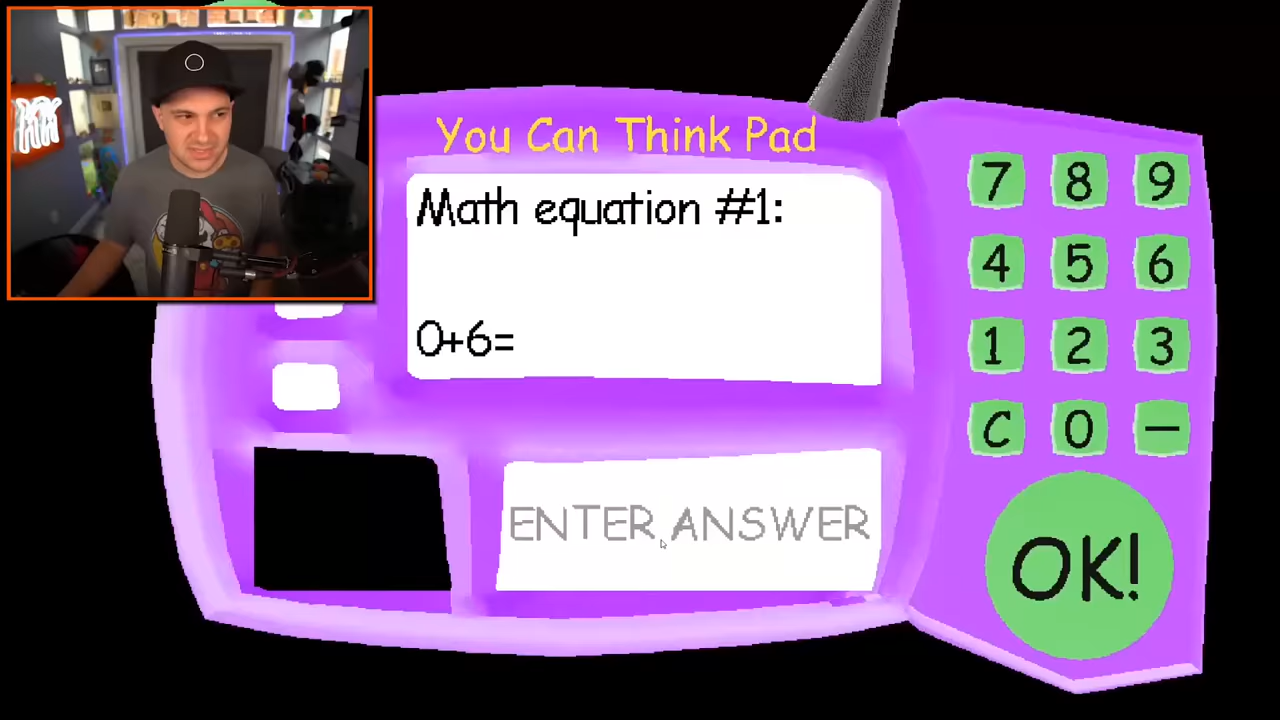 You Can Think Pad
Math equation #1:
0+6=
ENTER ANSWER
7 8 9
4 5 6
1 2 3
C 0 —
OK!